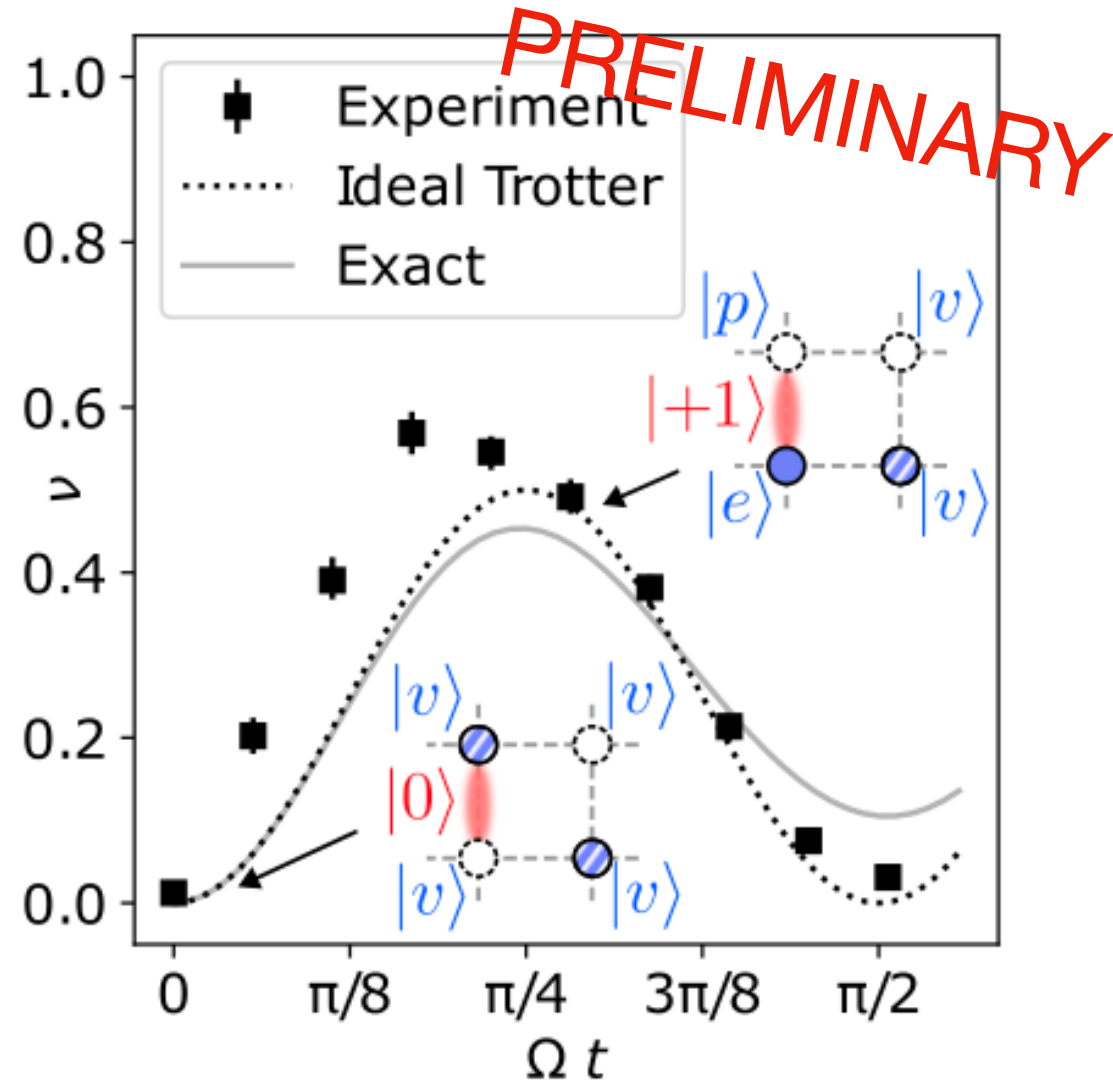 PRELIMINARY
1.0
Experiment
Ideal Trotter
Exact
0.8
0.6
0.4
0.2
0.0
ν
|p⟩ |v⟩
|+1⟩
|e⟩ |v⟩
|v⟩ |v⟩
|0⟩
|v⟩ |v⟩
0 π/8 π/4 3π/8 π/2
Ω t